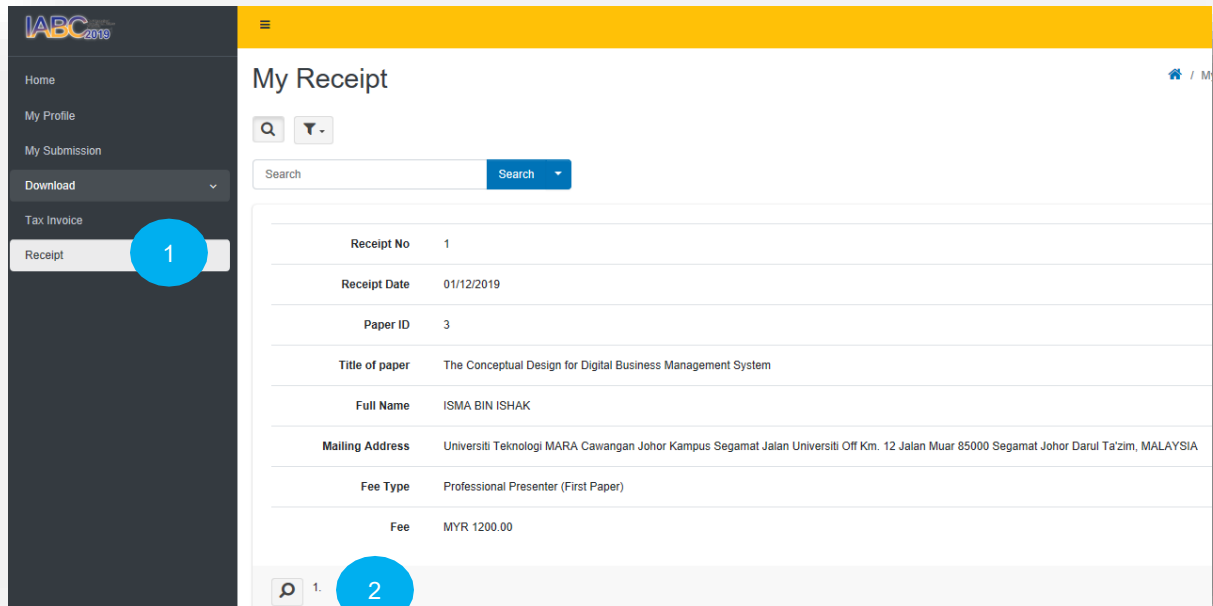 IABC 2019
Home
My Profile
My Submission
Download
Tax Invoice
Receipt
1
My Receipt
/ My
Search
Search
Receipt No 1
Receipt Date 01/12/2019
Paper ID 3
Title of paper The Conceptual Design for Digital Business Management System
Full Name ISMA BIN ISHAK
Mailing Address Universiti Teknologi MARA Cawangan Johor Kampus Segamat Jalan Universiti Off Km. 12 Jalan Muar 85000 Segamat Johor Darul Ta'zim, MALAYSIA
Fee Type Professional Presenter (First Paper)
Fee MYR 1200.00
1.
2